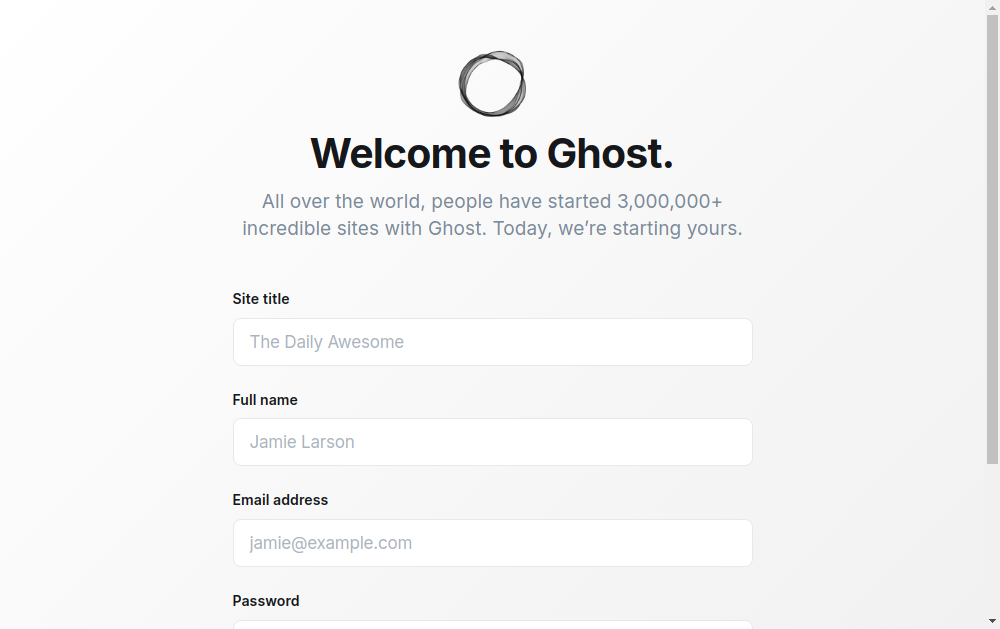 Welcome to Ghost.
All over the world, people have started 3,000,000+
incredible sites with Ghost. Today, we’re starting yours.
Site title
The Daily Awesome
Full name
Jamie Larson
Email address
jamie@example.com
Password